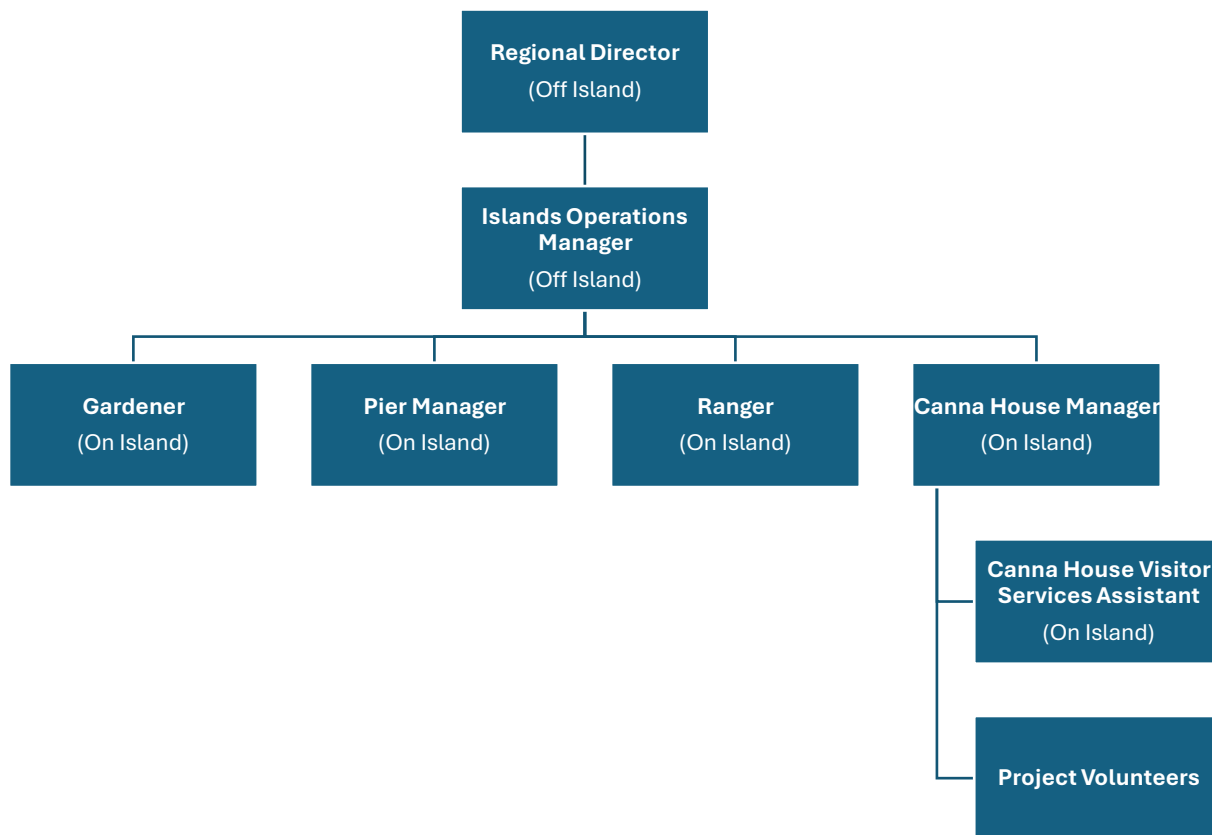 Regional Director
(Off Island)
Islands Operations
Manager
(Off Island)
Gardener
(On Island)
Pier Manager
(On Island)
Ranger
(On Island)
Canna House Manager
(On Island)
Canna House Visitor
Services Assistant
(On Island)
Project Volunteers